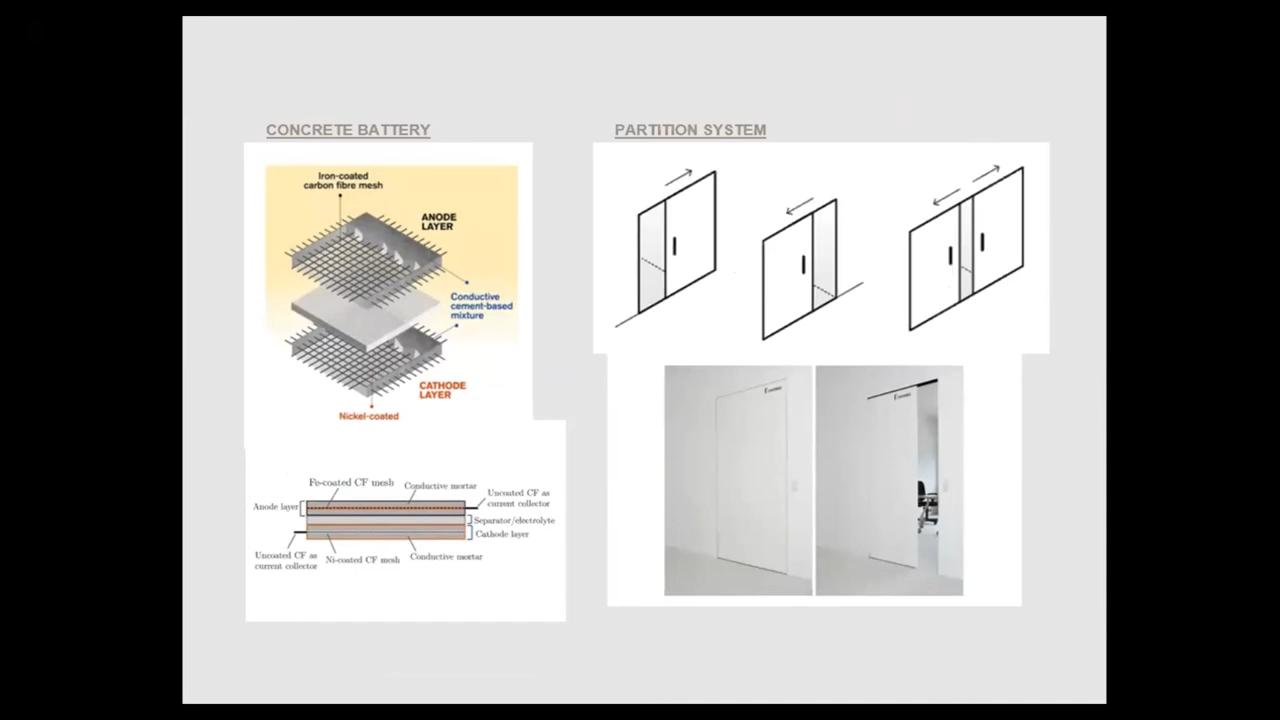 CONCRETE BATTERY
PARTITION SYSTEM
Iron-coated
carbon fibre mesh
ANODE
LAYER
Conductive
cement-based
mixture
CATHODE
LAYER
Nickel-coated
Fe-coated CF mesh
Conductive mortar
Uncoated CF as
current collector
Anode layer
Separator/electrolyte
Cathode layer
Uncoated CF as
current collector
Ni-coated CF mesh
Conductive mortar